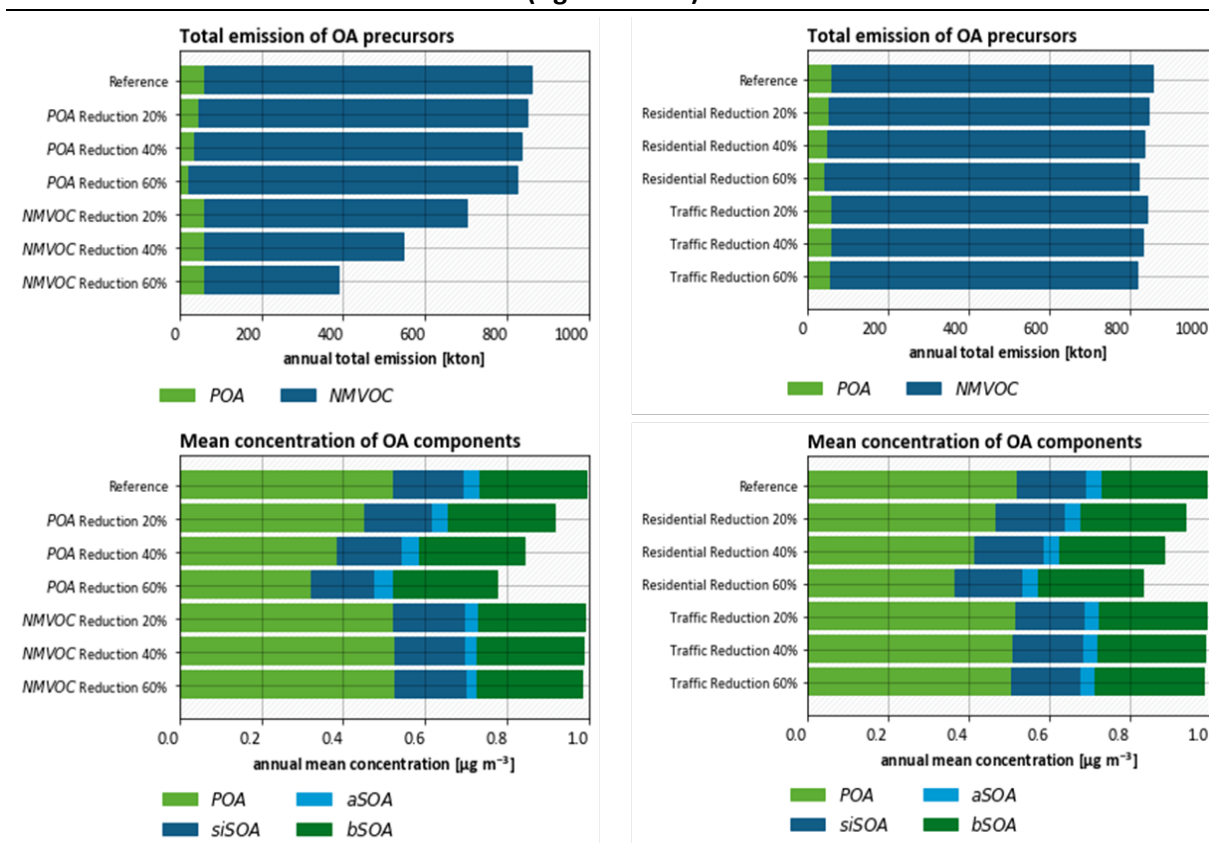 Total emission of OA precursors
Reference
POA Reduction 20%
POA Reduction 40%
POA Reduction 60%
NMVOC Reduction 20%
NMVOC Reduction 40%
NMVOC Reduction 60%
0 200 400 600 800 1000
annual total emission [kton]
POA NMVOC
Total emission of OA precursors
Reference
Residential Reduction 20%
Residential Reduction 40%
Residential Reduction 60%
Traffic Reduction 20%
Traffic Reduction 40%
Traffic Reduction 60%
0 200 400 600 800 1000
annual total emission [kton]
POA NMVOC
Mean concentration of OA components
Reference
POA Reduction 20%
POA Reduction 40%
POA Reduction 60%
NMVOC Reduction 20%
NMVOC Reduction 40%
NMVOC Reduction 60%
0.0 0.2 0.4 0.6 0.8 1.0
annual mean concentration [µg m⁻³]
POA aSOA
siSOA bSOA
Mean concentration of OA components
Reference
Residential Reduction 20%
Residential Reduction 40%
Residential Reduction 60%
Traffic Reduction 20%
Traffic Reduction 40%
Traffic Reduction 60%
0.0 0.2 0.4 0.6 0.8 1.0
annual mean concentration [µg m⁻³]
POA aSOA
siSOA bSOA